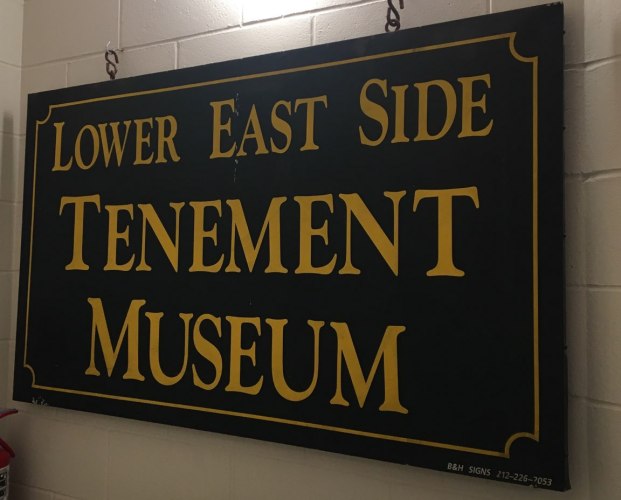 LOWER EAST SIDE
TENEMENT
MUSEUM
B&H SIGNS 212-226-7053